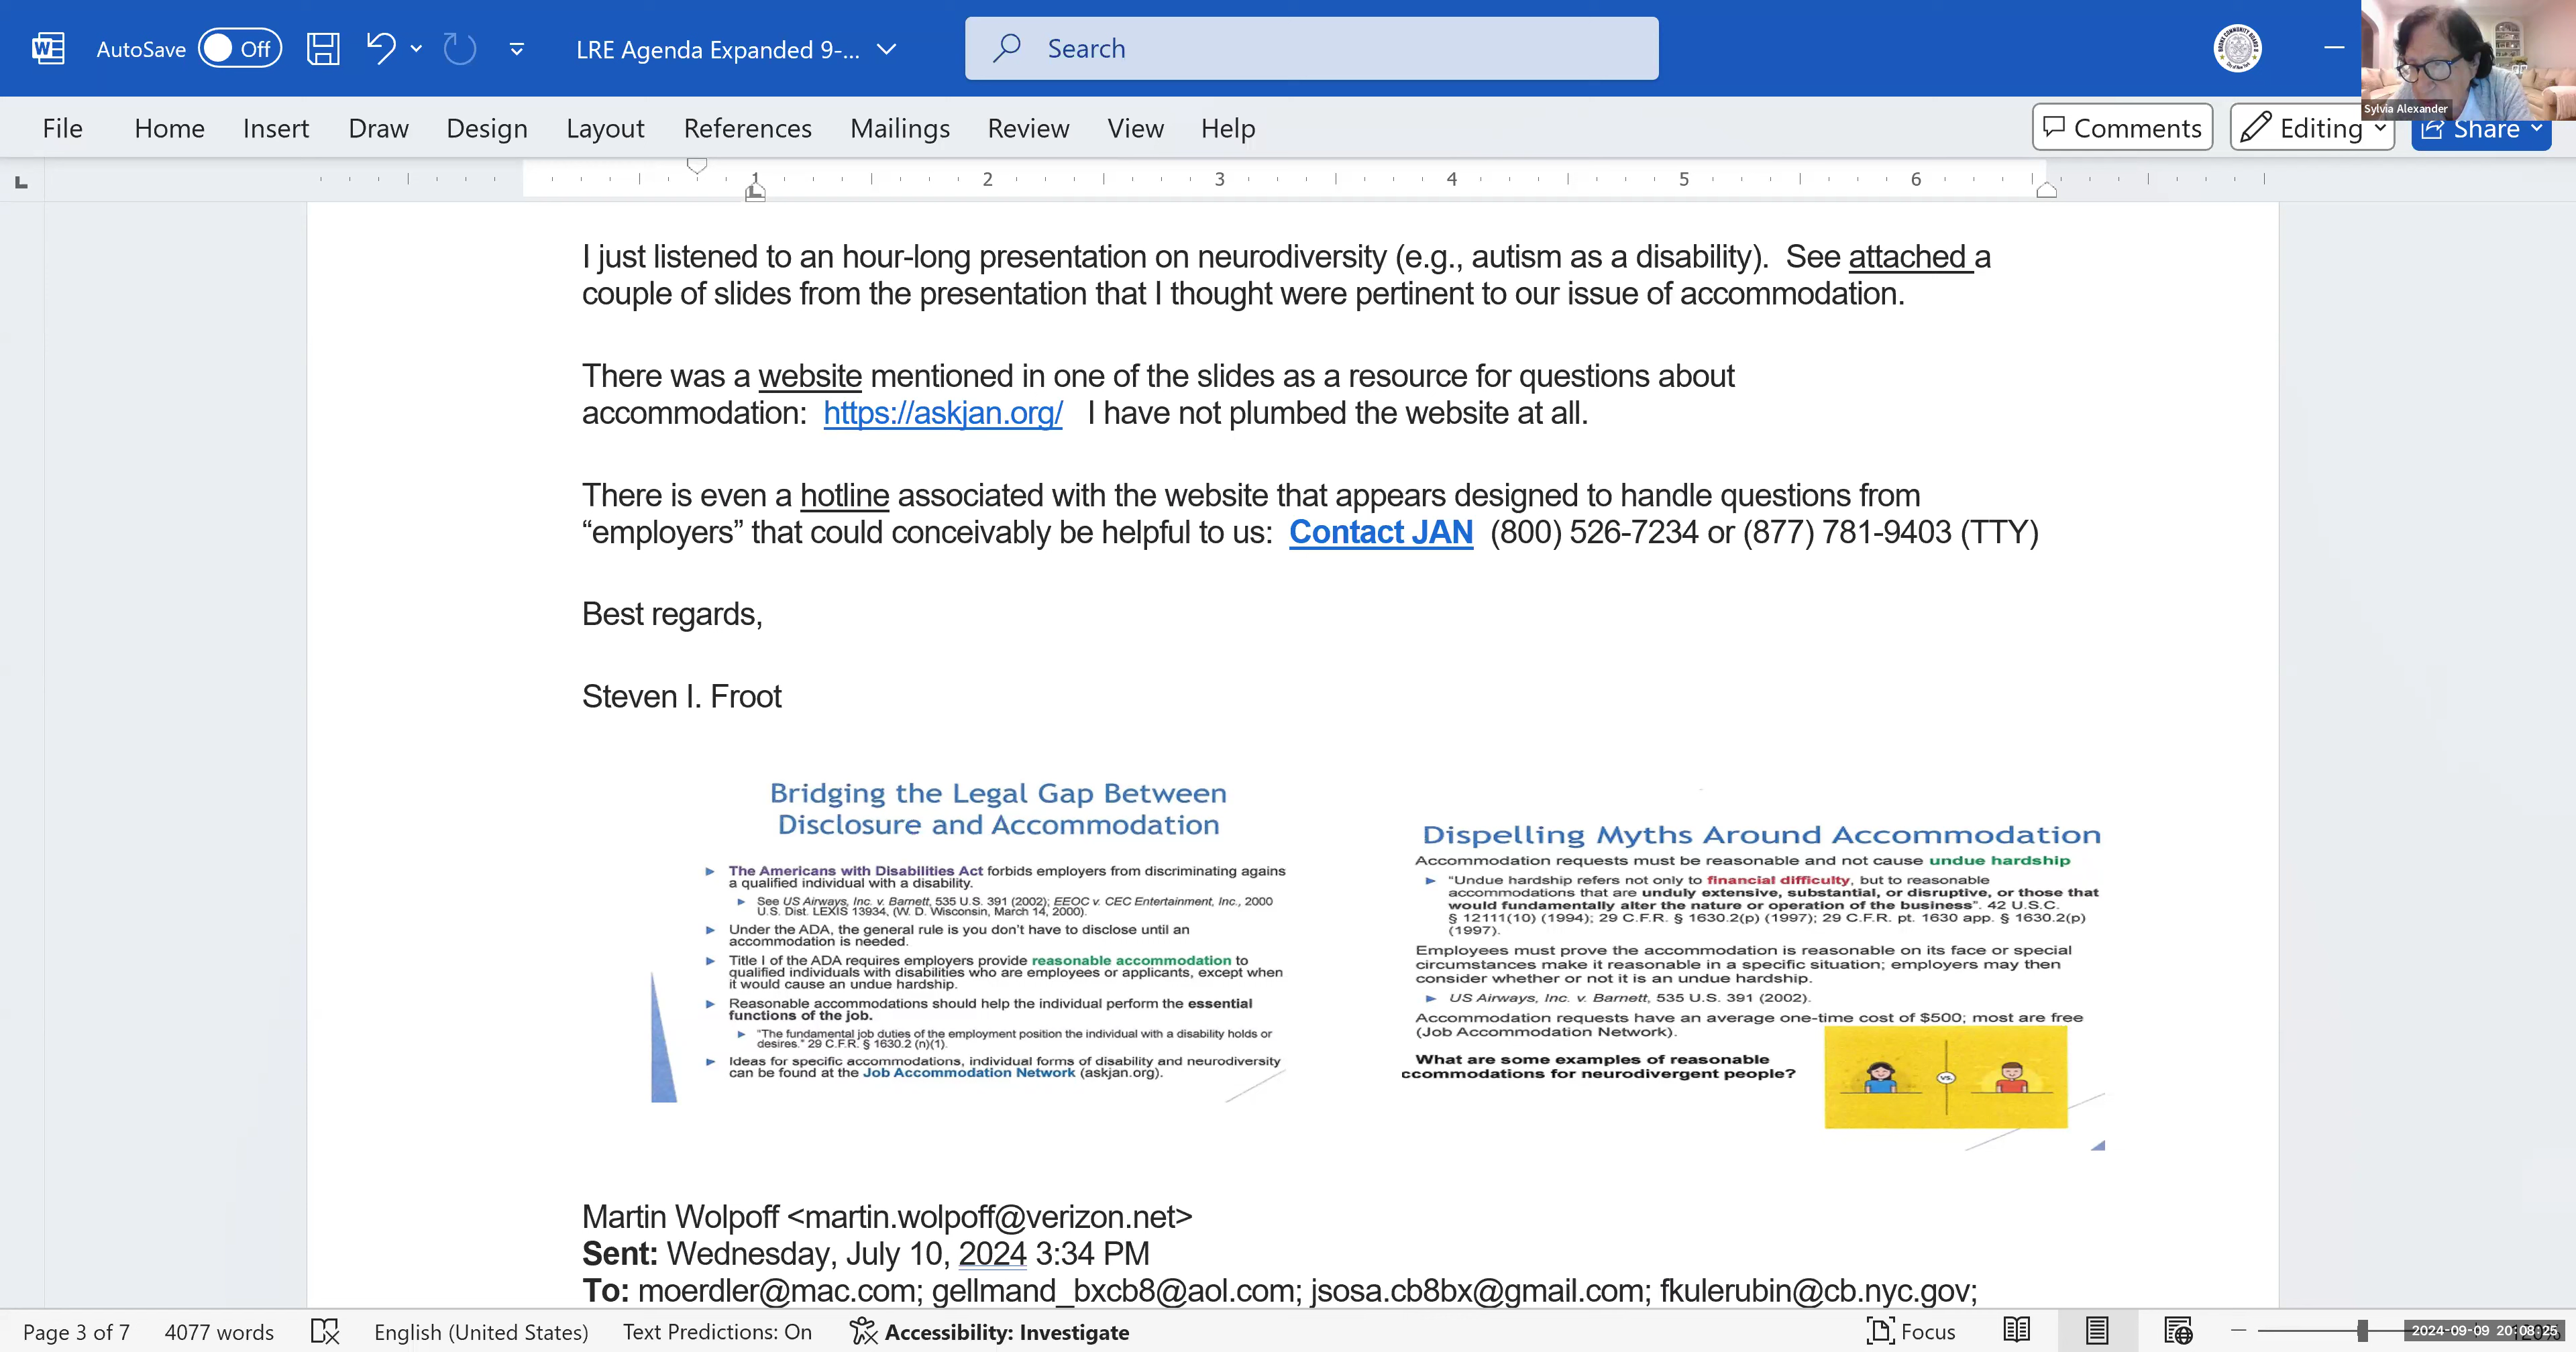 AutoSave Off LRE Agenda Expanded 9-... Search
Sylvia Alexander
File Home Insert Draw Design Layout References Mailings Review View Help Comments Editing Share
1 2 3 4 5 6
I just listened to an hour-long presentation on neurodiversity (e.g., autism as a disability). See attached a
couple of slides from the presentation that I thought were pertinent to our issue of accommodation.
There was a website mentioned in one of the slides as a resource for questions about
accommodation: https://askjan.org/ I have not plumbed the website at all.
There is even a hotline associated with the website that appears designed to handle questions from
“employers” that could conceivably be helpful to us: Contact JAN (800) 526-7234 or (877) 781-9403 (TTY)
Best regards,
Steven I. Froot
Bridging the Legal Gap Between
Disclosure and Accommodation
The Americans with Disabilities Act forbids employers from discriminating agains
a qualified individual with a disability.
See US Airways, Inc. v. Barnett, 535 U.S. 391 (2002); EEOC v. CEC Entertainment, Inc., 2000
U.S. Dist. LEXIS 13934, (W. D. Wisconsin, March 14, 2000).
Under the ADA, the general rule is you don’t have to disclose until an
accommodation is needed.
Title I of the ADA requires employers provide reasonable accommodation to
qualified individuals with disabilities who are employees or applicants, except when
it would cause an undue hardship.
Reasonable accommodations should help the individual perform the essential
functions of the job.
"The fundamental job duties of the employment position the individual with a disability holds or
desires." 29 C.F.R. § 1630.2 (n)(1).
Ideas for specific accommodations, individual forms of disability and neurodiversity
can be found at the Job Accommodation Network (askjan.org).
Dispelling Myths Around Accommodation
Accommodation requests must be reasonable and not cause undue hardship
“Undue hardship refers not only to financial difficulty, but to reasonable
accommodations that are unduly extensive, substantial, or disruptive, or those that
would fundamentally alter the nature or operation of the business”. 42 U.S.C.
§ 12111(10) (1994); 29 C.F.R. § 1630.2(p) (1997); 29 C.F.R. pt. 1630 app. § 1630.2(p)
(1997).
Employees must prove the accommodation is reasonable on its face or special
circumstances make it reasonable in a specific situation; employers may then
consider whether or not it is an undue hardship.
US Airways, Inc. v. Barnett, 535 U.S. 391 (2002).
Accommodation requests have an average one-time cost of $500; most are free
(Job Accommodation Network).
What are some examples of reasonable
ccommodations for neurodivergent people?
VS.
Martin Wolpoff <martin.wolpoff@verizon.net>
Sent: Wednesday, July 10, 2024 3:34 PM
To: moerdler@mac.com; gellmand_bxcb8@aol.com; jsosa.cb8bx@gmail.com; fkulerubin@cb.nyc.gov;
Page 3 of 7 4077 words English (United States) Text Predictions: On Accessibility: Investigate Focus
2024-09-09 20:08:25